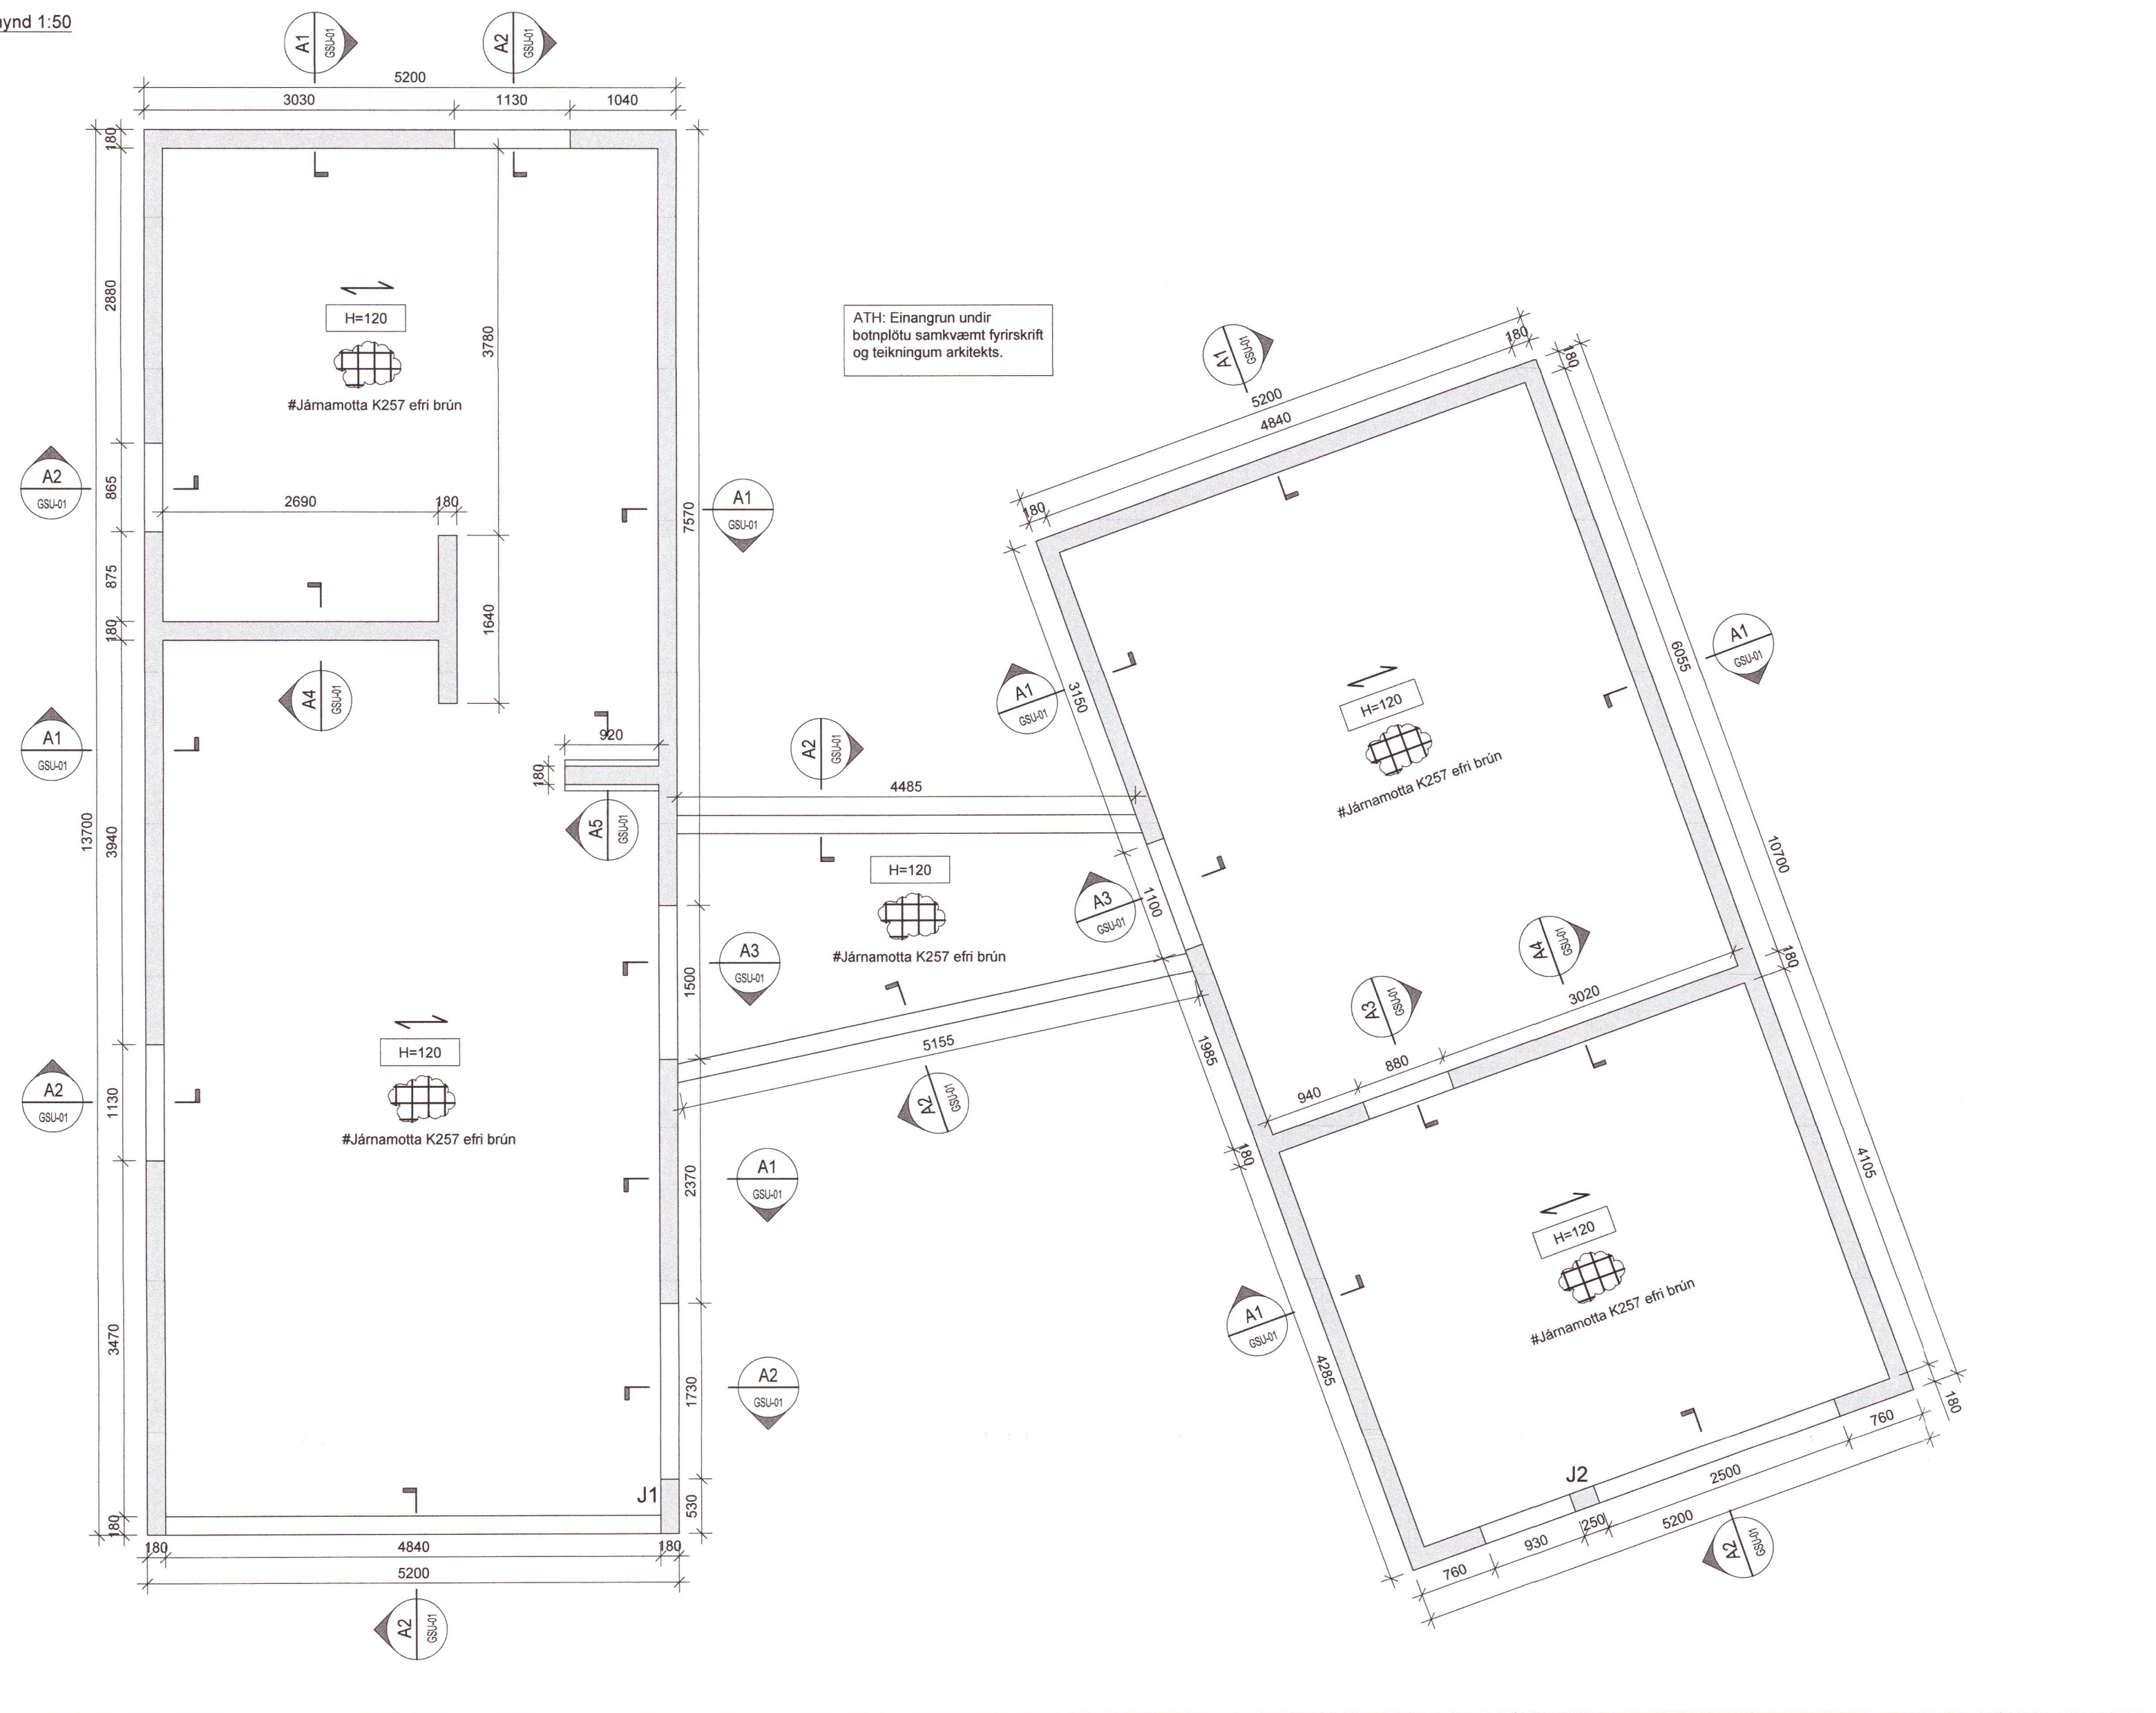 ynd 1:50
A1
GSU-01
A2
GSU-01
5200
3030
1130
1040
180
2880
865
875
180
3940
13700
1130
3470
180
H=120
#Járnamotta K257 efri brún
3780
2690
180
1640
A2
GSU-01
A1
GSU-01
A2
GSU-01
A4
GSU-01
920
180
A5
GSU-01
7570
A1
GSU-01
ATH: Einangrun undir
botnplötu samkvæmt fyrirskrift
og teikningum arkitekts.
A2
GSU-01
4485
H=120
#Járnamotta K257 efri brún
A3
GSU-01
1500
5155
A2
GSU-01
H=120
#Járnamotta K257 efri brún
2370
A1
GSU-01
1730
A2
GSU-01
J1
530
180
4840
180
5200
A2
GSU-01
A1
GSU-01
5200
4840
180
180
180
A1
GSU-01
3150
H=120
#Járnamotta K257 efri brún
6055
A1
GSU-01
10700
A3
GSU-01
1100
A4
GSU-01
A3
GSU-01
3020
180
880
940
1985
180
4105
H=120
#Járnamotta K257 efri brún
A1
GSU-01
4285
J2
760
180
2500
250
930
760
5200
A2
GSU-01